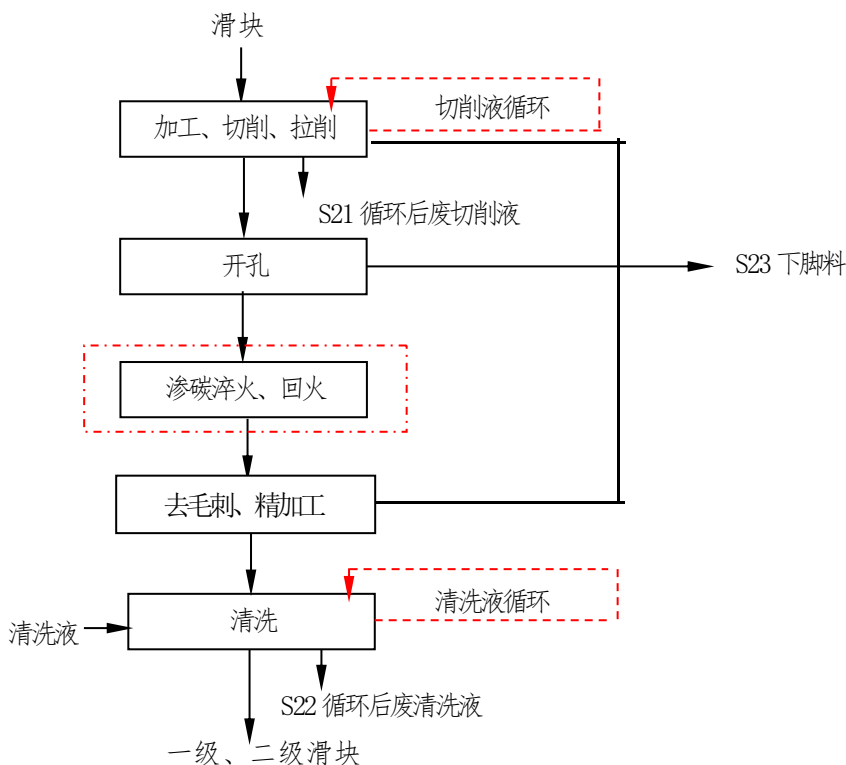 滑块
切削液循环
加工、切削、拉削
S21 循环后废切削液
开孔
S23 下脚料
渗碳淬火、回火
去毛刺、精加工
清洗液循环
清洗
清洗液
S22 循环后废清洗液
一级、二级滑块